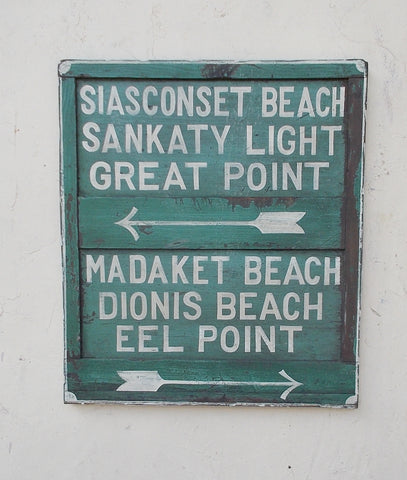 SIASCONSET BEACH
SANKATY LIGHT
GREAT POINT
MADAKET BEACH
DIONIS BEACH
EEL POINT